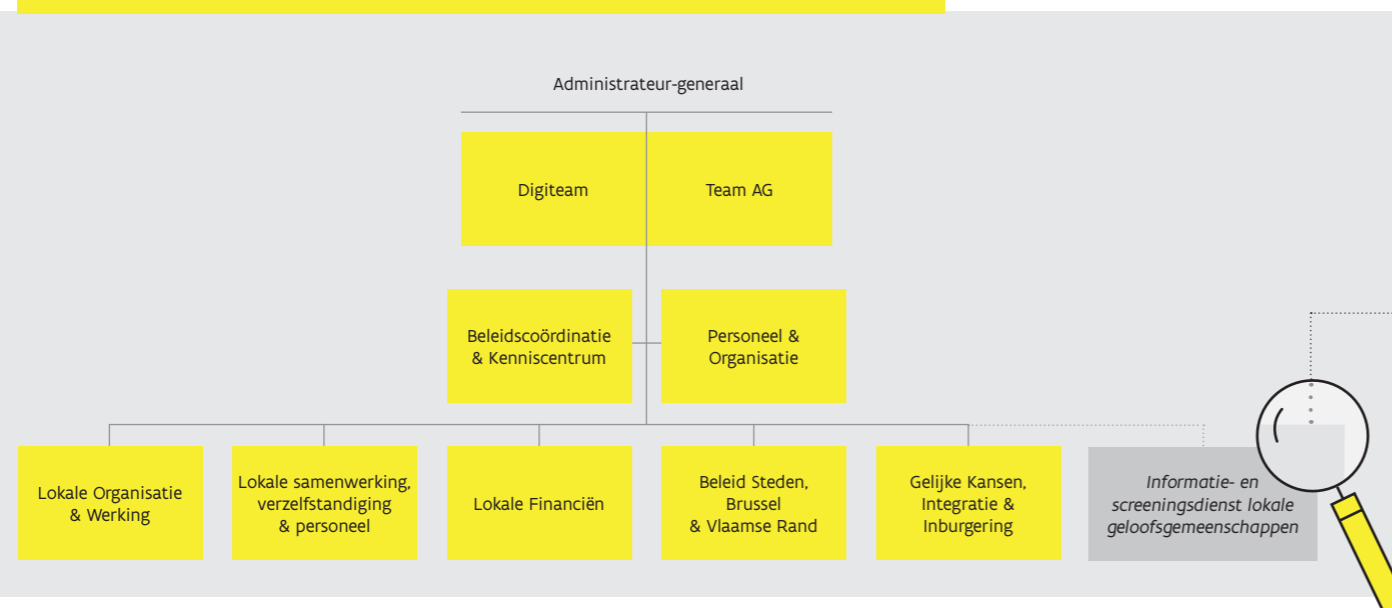 Administrateur-generaal
Digiteam
Team AG
Beleidscoördinatie
& Kenniscentrum
Personeel &
Organisatie
Lokale Organisatie
& Werking
Lokale samenwerking,
verzelfstandiging
& personeel
Lokale Financiën
Beleid Steden,
Brussel
& Vlaamse Rand
Gelijke Kansen,
Integratie &
Inburgering
Informatie- en
screeningsdienst lokale
geloofsgemeenschappen